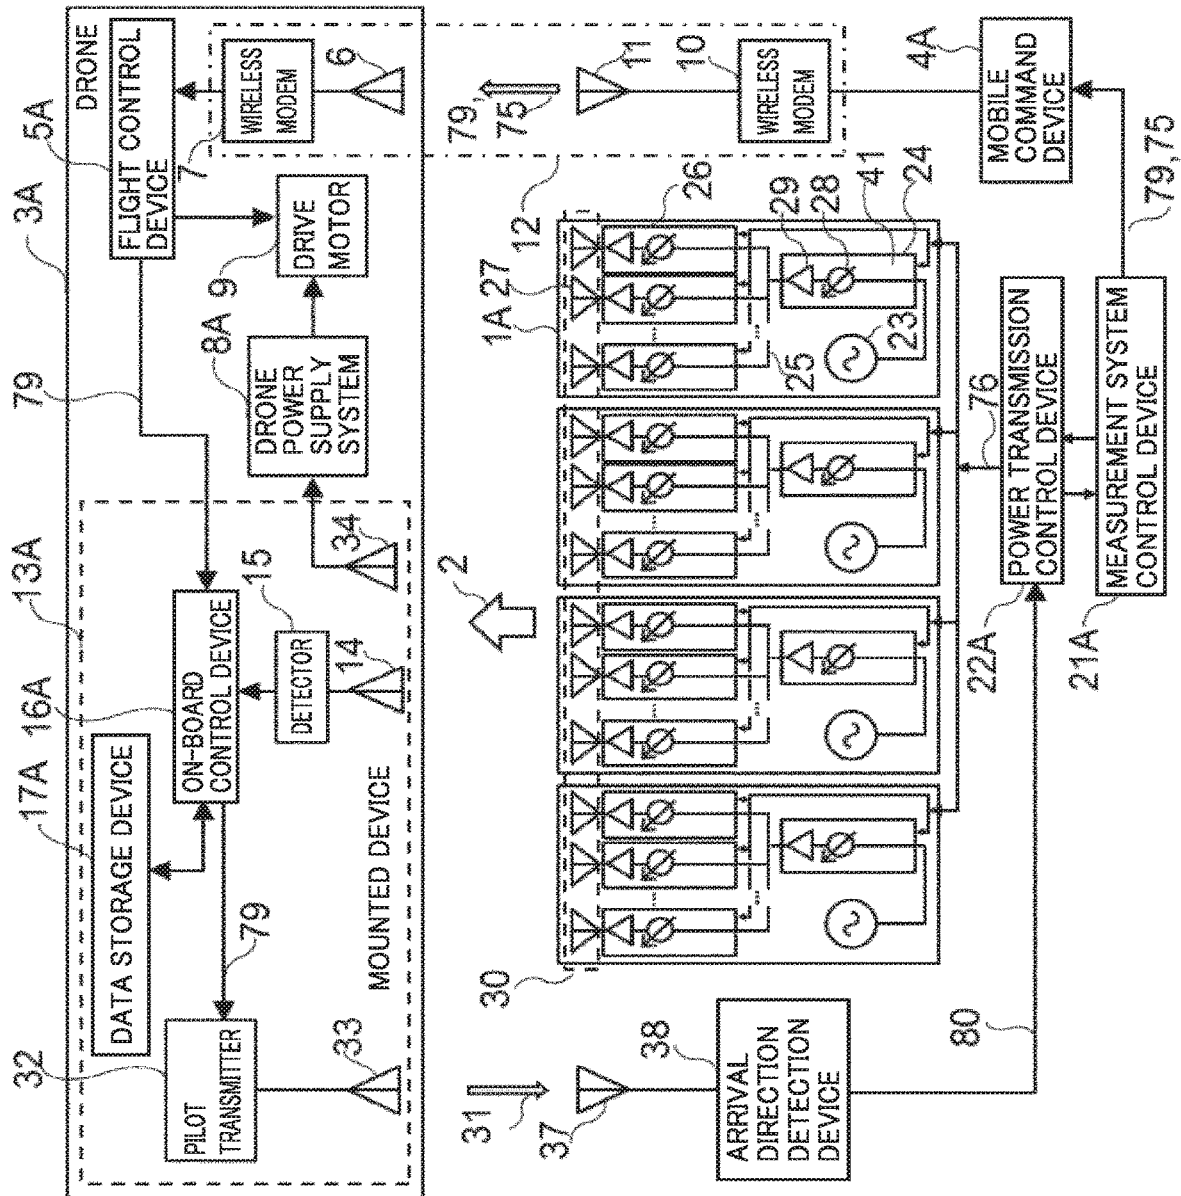 DRONE
3A
5A
FLIGHT CONTROL
DEVICE
7
WIRELESS
MODEM
6
79
9
DRIVE
MOTOR
8A
DRONE
POWER
SUPPLY
SYSTEM
34
13A
16A
ON-BOARD
CONTROL DEVICE
15
DETECTOR
14
17A
DATA STORAGE DEVICE
79
32
PILOT
TRANSMITTER
33
MOUNTED DEVICE
79,
75
11
10
WIRELESS
MODEM
12
4A
MOBILE
COMMAND
DEVICE
79,75
2
1A
27
26
29
28
41
24
25
23
30
76
31
37
38
ARRIVAL
DIRECTION
DETECTION
DEVICE
80
22A
POWER TRANSMISSION
CONTROL DEVICE
21A
MEASUREMENT SYSTEM
CONTROL DEVICE